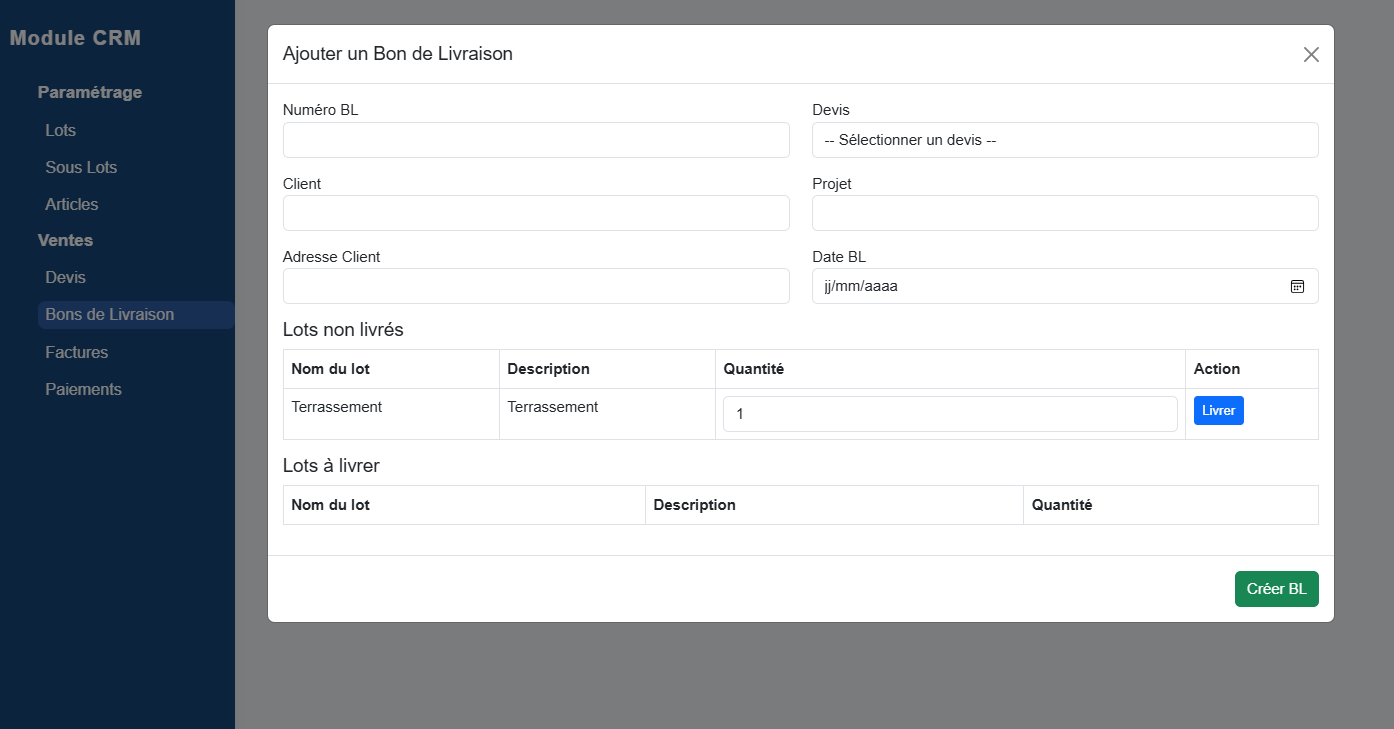 Module CRM
Paramétrage
Lots
Sous Lots
Articles
Ventes
Devis
Bons de Livraison
Factures
Paiements
Ajouter un Bon de Livraison
Numéro BL
Devis
-- Sélectionner un devis --
Client
Projet
Adresse Client
Date BL
jj/mm/aaaa
Lots non livrés
Nom du lot Description Quantité Action
Terrassement Terrassement 1 Livrer
Lots à livrer
Nom du lot Description Quantité
Créer BL